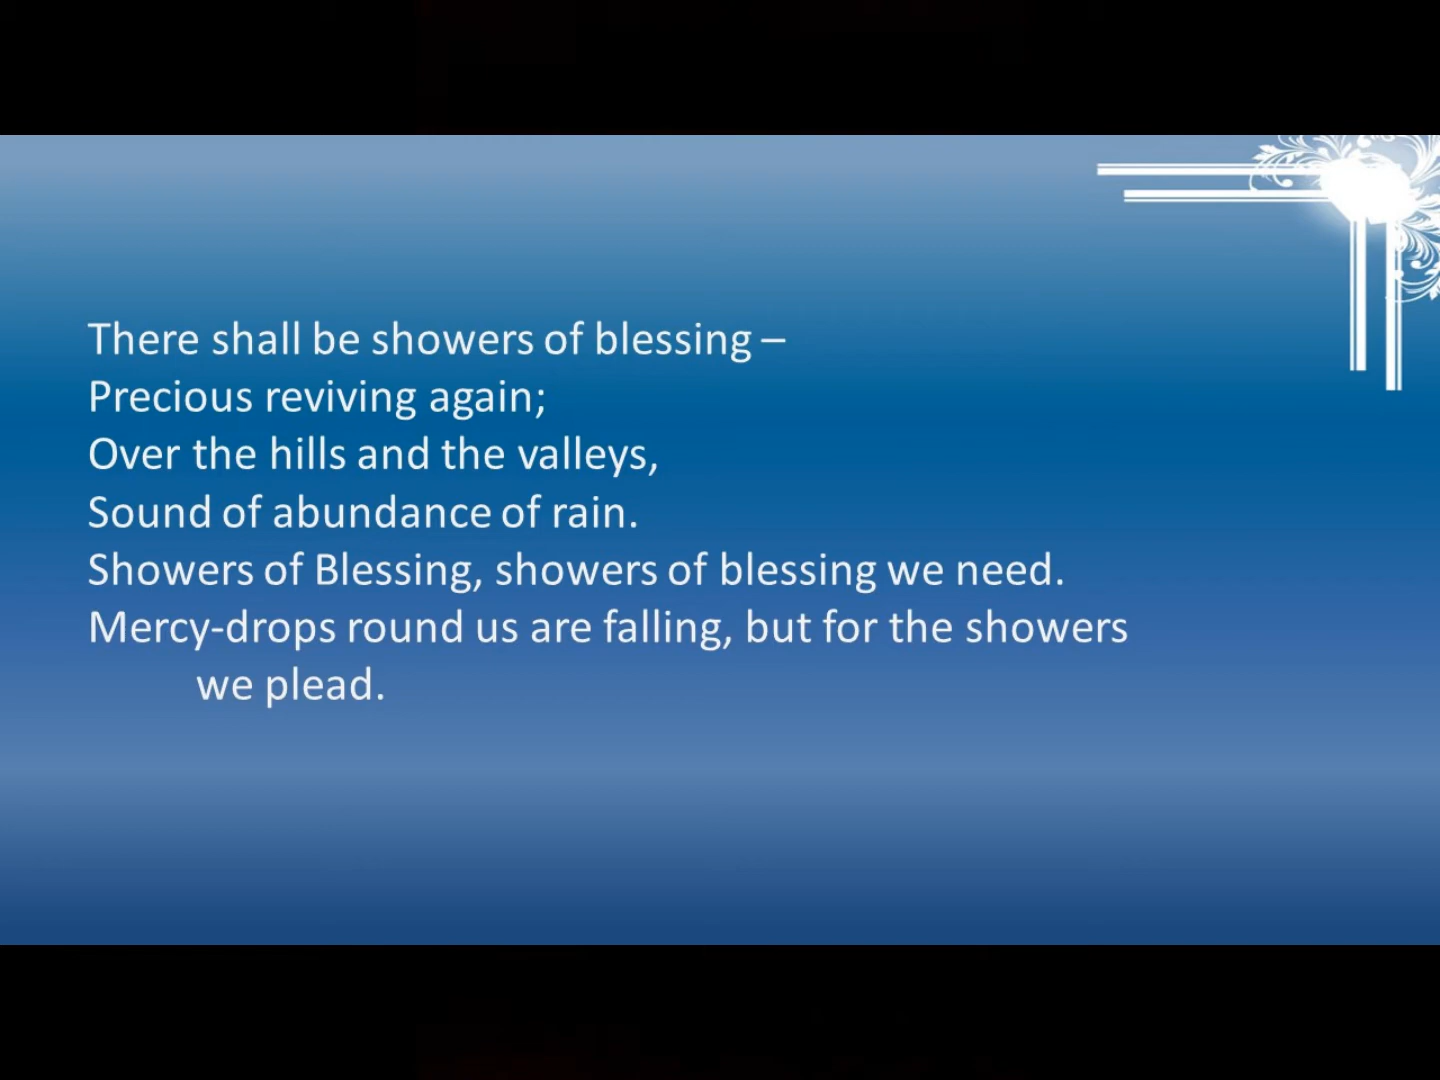 There shall be showers of blessing –
Precious reviving again;
Over the hills and the valleys,
Sound of abundance of rain.
Showers of Blessing, showers of blessing we need.
Mercy-drops round us are falling, but for the showers
we plead.